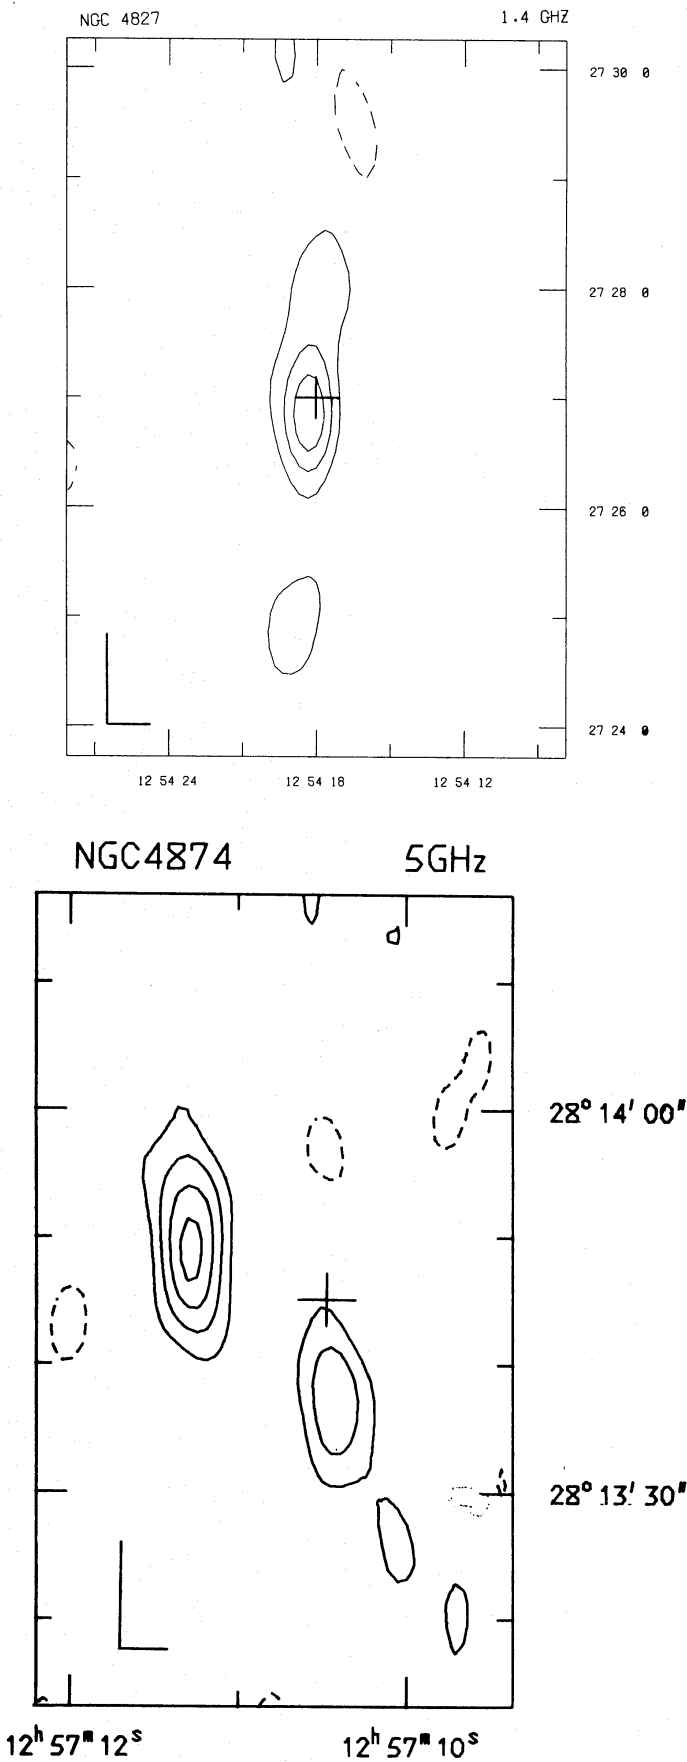 NGC 4827 1.4 GHZ
27 30 0
27 28 0
27 26 0
27 24 0
12 54 24 12 54 18 12 54 12
NGC4874 5GHz
28° 14' 00"
28° 13' 30"
12ʰ 57ᵐ 12ˢ 12ʰ 57ᵐ 10ˢ